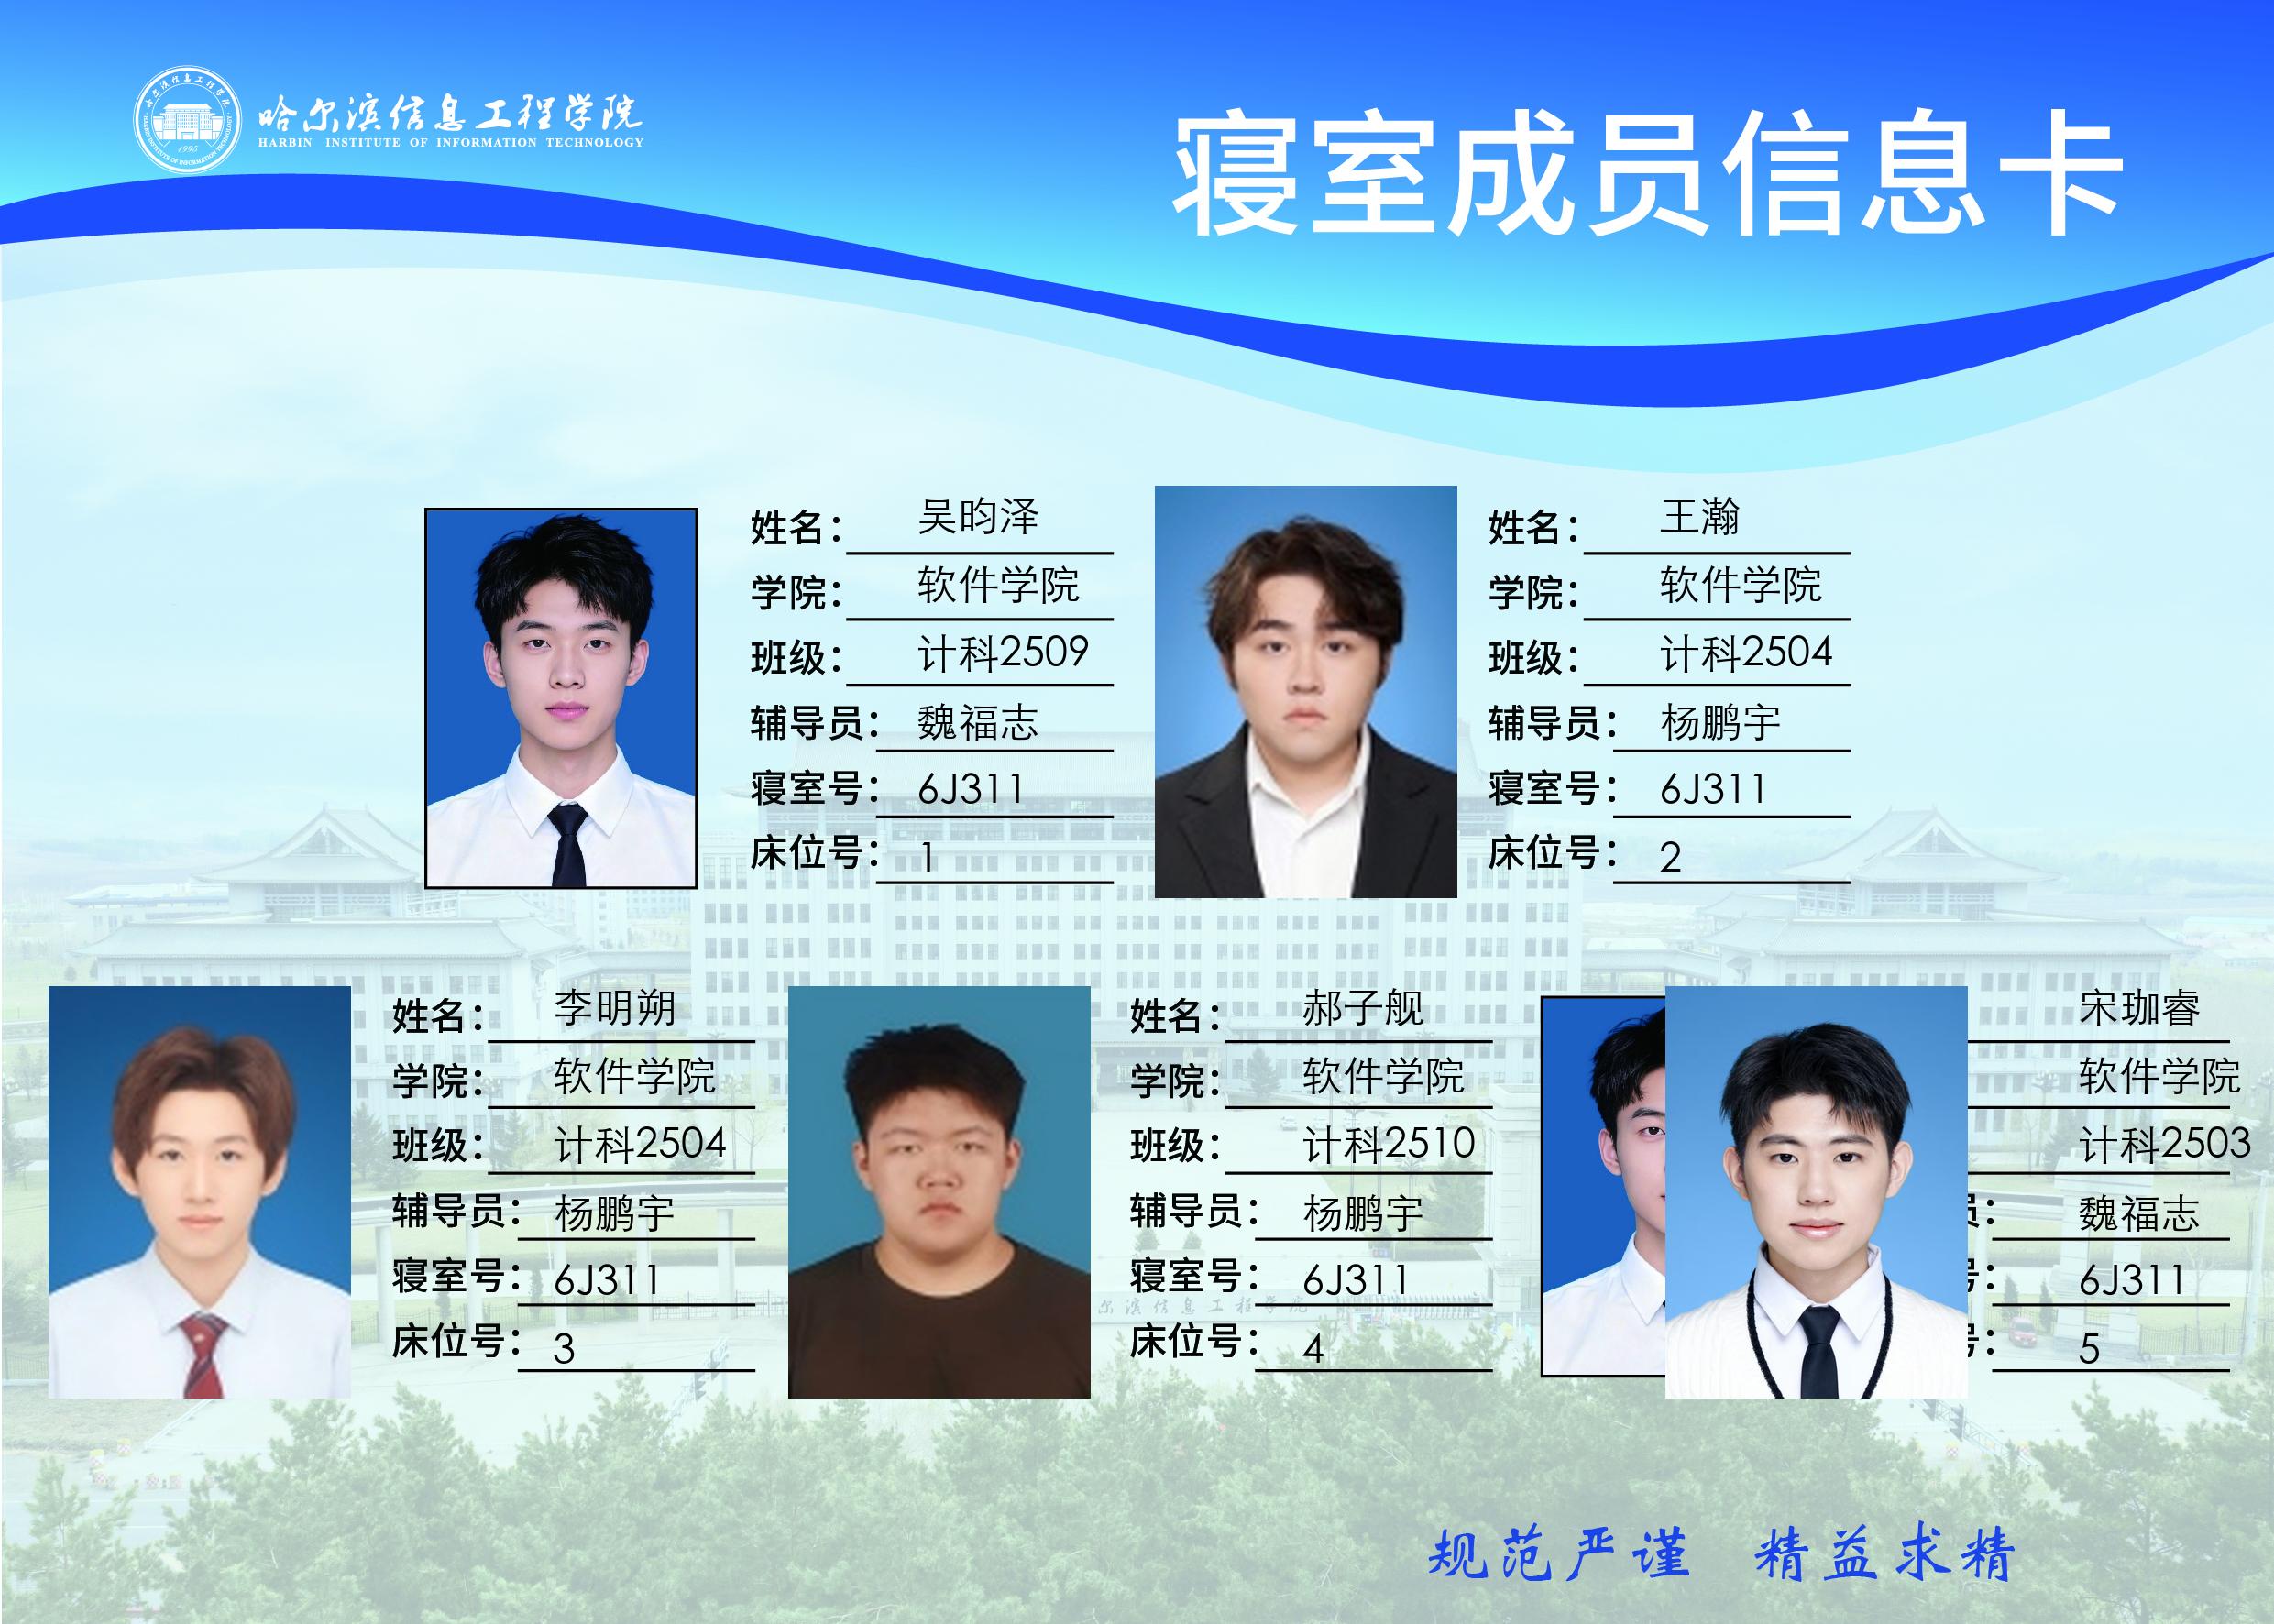 哈尔滨信息工程学院
HARBIN INSTITUTE OF INFORMATION TECHNOLOGY
1995
寝室成员信息卡
姓名： 吴昀泽
学院： 软件学院
班级： 计科2509
辅导员： 魏福志
寝室号： 6J311
床位号： 1
姓名： 王瀚
学院： 软件学院
班级： 计科2504
辅导员： 杨鹏宇
寝室号： 6J311
床位号： 2
姓名： 李明朔
学院： 软件学院
班级： 计科2504
辅导员： 杨鹏宇
寝室号： 6J311
床位号： 3
姓名： 郝子舰
学院： 软件学院
班级： 计科2510
辅导员： 杨鹏宇
寝室号： 6J311
床位号： 4
宋珈睿
软件学院
计科2503
魏福志
6J311
5
规范严谨 精益求精